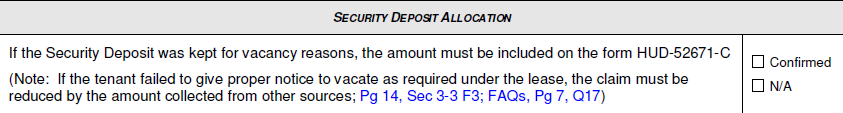 SECURITY DEPOSIT ALLOCATION
If the Security Deposit was kept for vacancy reasons, the amount must be included on the form HUD-52671-C
(Note:  If the tenant failed to give proper notice to vacate as required under the lease, the claim must be
reduced by the amount collected from other sources; Pg 14, Sec 3-3 F3; FAQs, Pg 7, Q17)
☐ Confirmed
☐ N/A